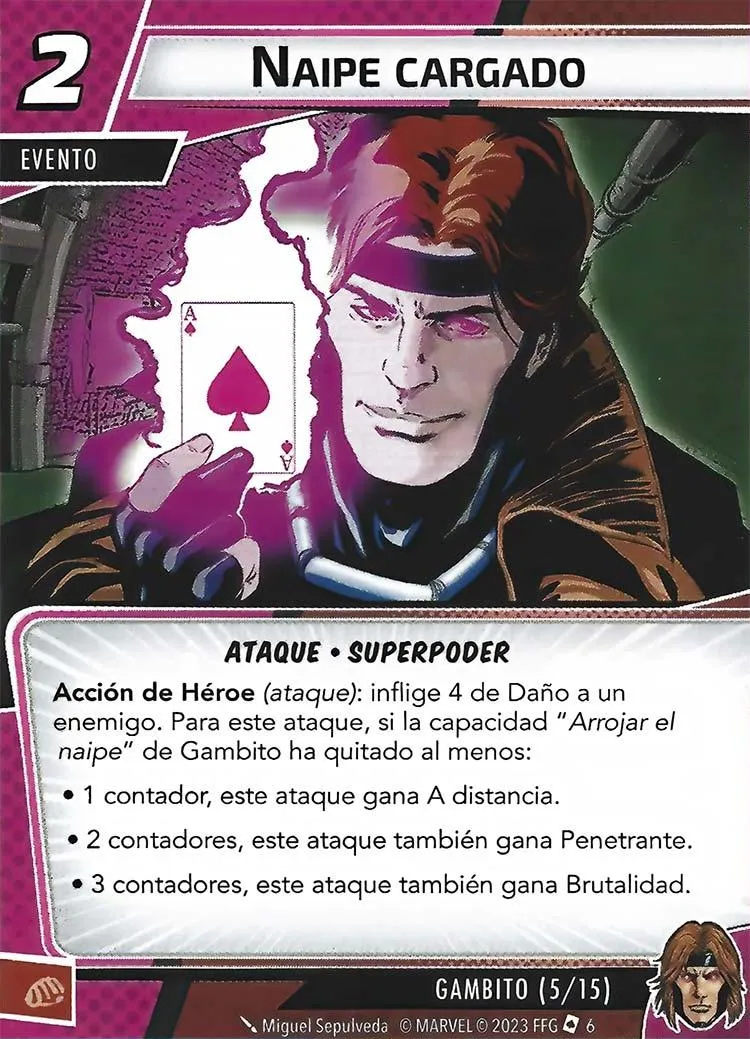 2
NAIPE CARGADO
EVENTO
A
A
ATAQUE • SUPERPODER
Acción de Héroe (ataque): inflige 4 de Daño a un
enemigo. Para este ataque, si la capacidad “Arrojar el
naipe” de Gambito ha quitado al menos:
• 1 contador, este ataque gana A distancia.
• 2 contadores, este ataque también gana Penetrante.
• 3 contadores, este ataque también gana Brutalidad.
GAMBITO (5/15)
Miguel Sepulveda © MARVEL © 2023 FFG 6